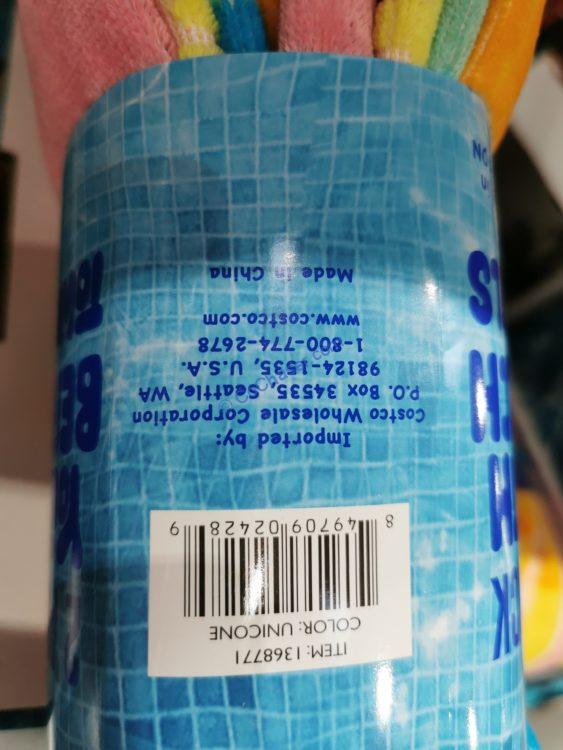 ITEM: 1368771
COLOR: UNICONE
8 49709 02428 9
Imported by:
Costco Wholesale Corporation
P.O. Box 34535, Seattle, WA
98124-1535, U.S.A.
1-800-774-2678
www.costco.com
Made in China